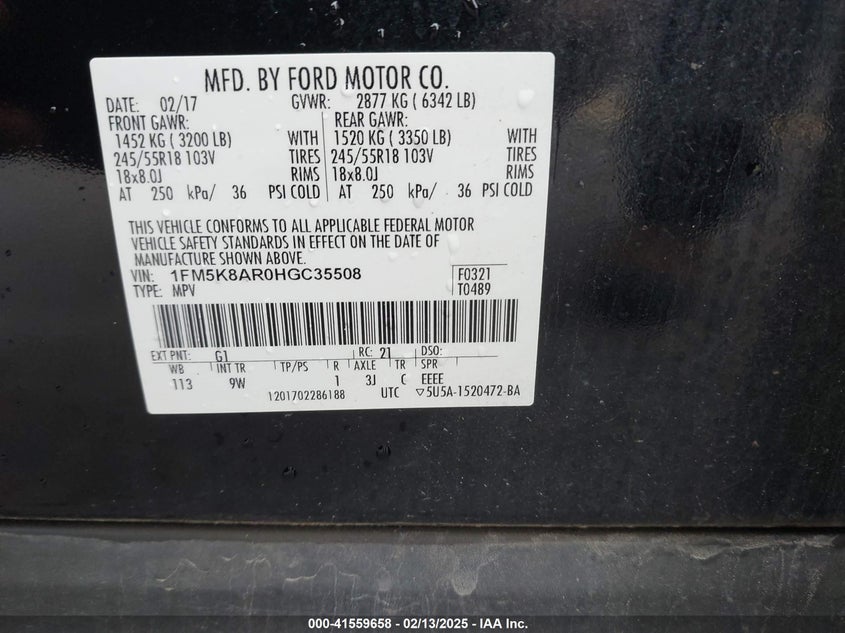 MFD. BY FORD MOTOR CO.
DATE: 02/17 GVWR: 2877 KG ( 6342 LB)
FRONT GAWR: REAR GAWR:
1452 KG ( 3200 LB) WITH 1520 KG ( 3350 LB) WITH
245/55R18 103V TIRES 245/55R18 103V TIRES
18x8.0J RIMS 18x8.0J RIMS
AT 250 kPa/ 36 PSI COLD AT 250 kPa/ 36 PSI COLD
THIS VEHICLE CONFORMS TO ALL APPLICABLE FEDERAL MOTOR
VEHICLE SAFETY STANDARDS IN EFFECT ON THE DATE OF
MANUFACTURE SHOWN ABOVE.
VIN: 1FM5K8AR0HGC35508 F0321
TYPE: MPV T0489
EXT PNT: G1 RC: 21 DSO:
WB INT TR TP/PS R AXLE TR SPR
113 9W 1 3J C EEEE
1201702286188 UTC ▽5U5A-1520472-BA
000-41559658 - 02/13/2025 - IAA Inc.